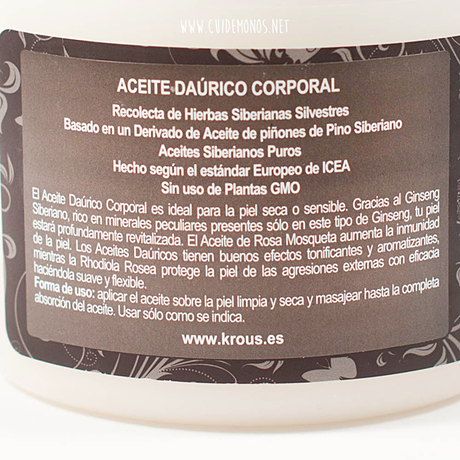 WWW.CUIDEMONOS.NET
ACEITE DAÚRICO CORPORAL
Recolecta de Hierbas Siberianas Silvestres
Basado en un Derivado de Aceite de piñones de Pino Siberiano
Aceites Siberianos Puros
Hecho según el estándar Europeo de ICEA
Sin uso de Plantas GMO
El Aceite Daúrico Corporal es ideal para la piel seca o sensible. Gracias al Ginseng
Siberiano, rico en minerales peculiares presentes sólo en este tipo de Ginseng, tu piel
estará profundamente revitalizada. El Aceite de Rosa Mosqueta aumenta la inmunidad
de la piel. Los Aceites Daúricos tienen buenos efectos tonificantes y aromatizantes,
mientras la Rhodiola Rosea protege la piel de las agresiones externas con eficacia
haciéndola suave y flexible.
Forma de uso: aplicar el aceite sobre la piel limpia y seca y masajear hasta la completa
absorción del aceite. Usar sólo como se indica.
www.krous.es